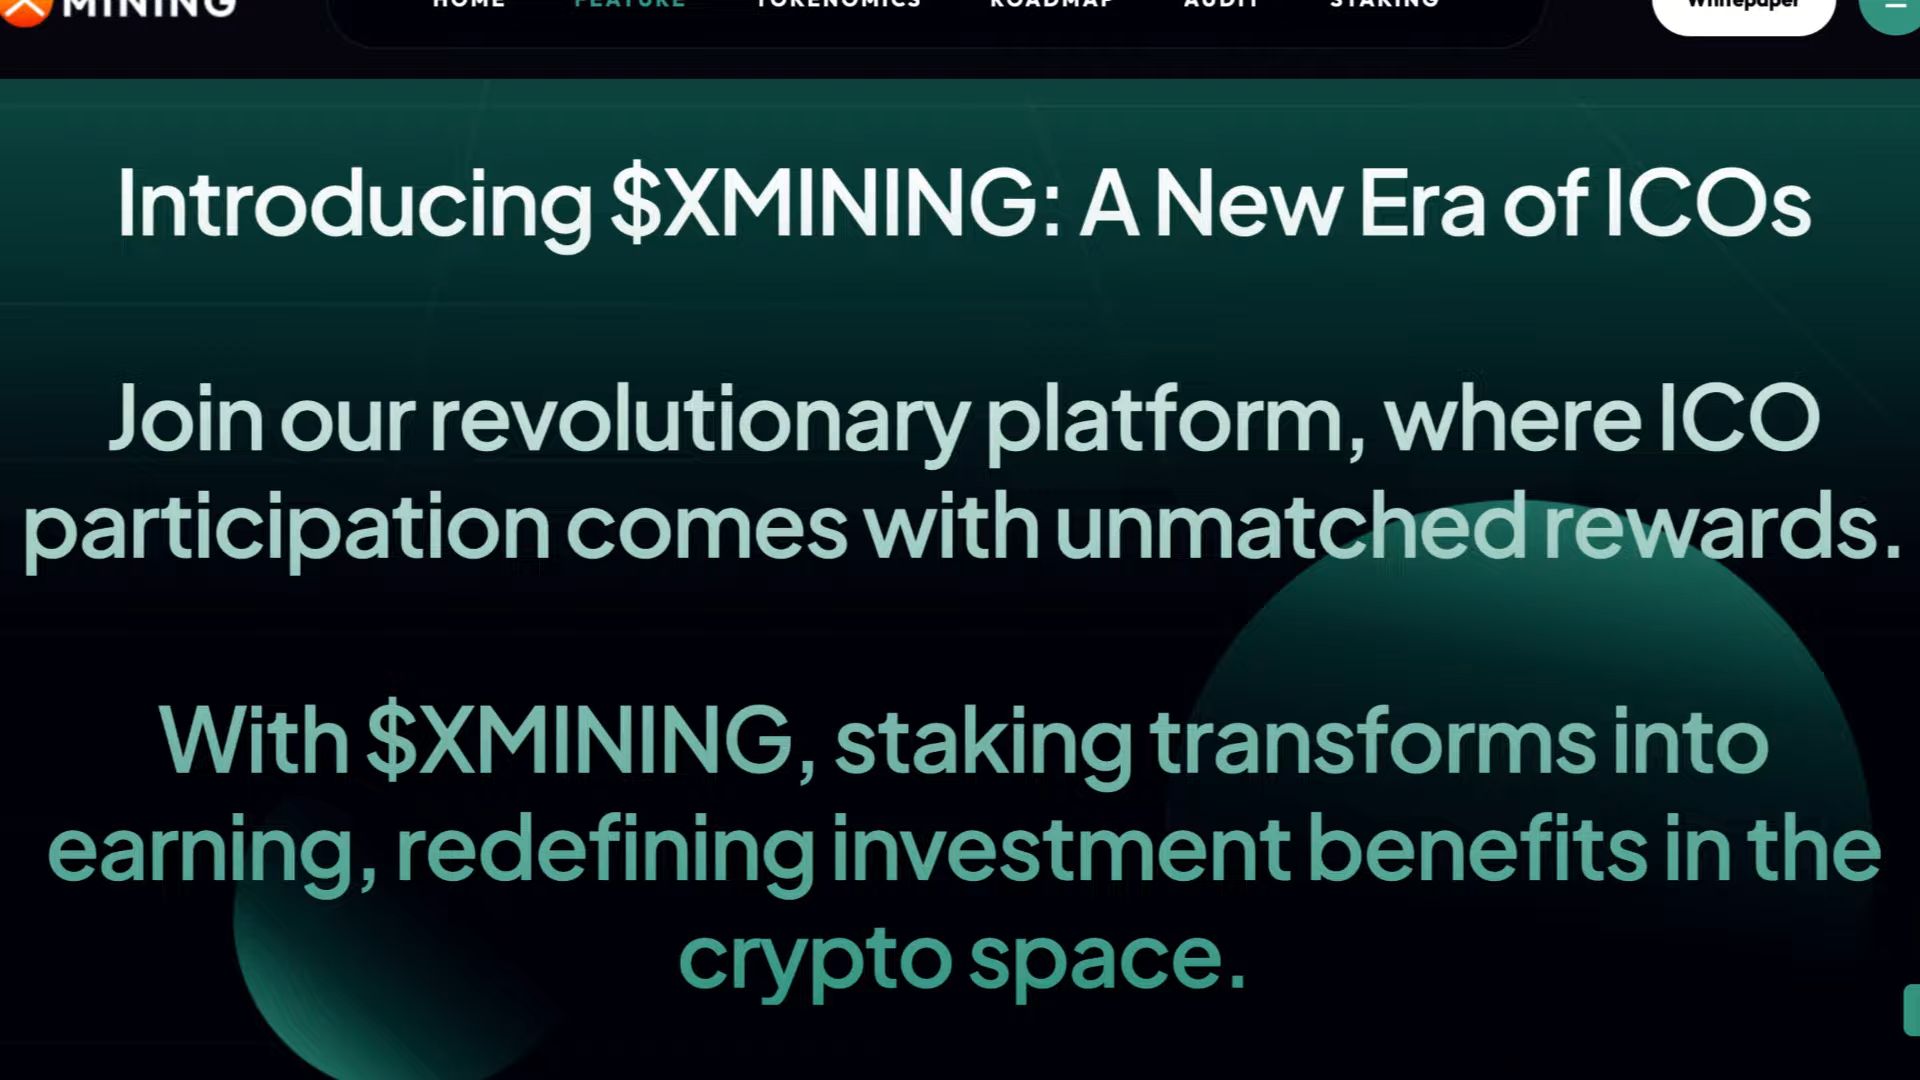 MINING
HOME FEATURE TOKENOMICS ROADMAP AUDIT STAKING Whitepaper
Introducing $XMINING: A New Era of ICOs
Join our revolutionary platform, where ICO
participation comes with unmatched rewards.
With $XMINING, staking transforms into
earning, redefining investment benefits in the
crypto space.